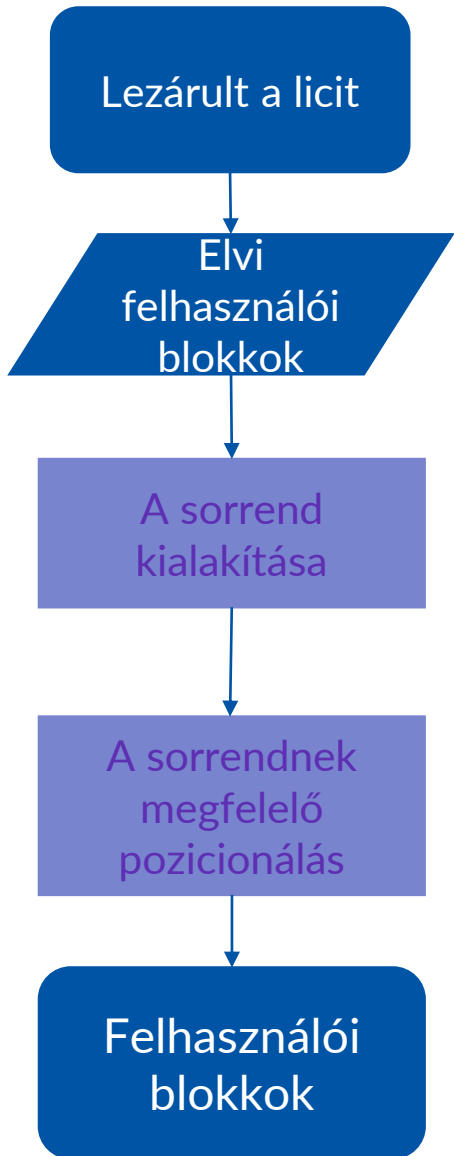 Lezárult a licit
Elvi
felhasználói
blokkok
A sorrend
kialakítása
A sorrendnek
megfelelő
pozicionálás
Felhasználói
blokkok